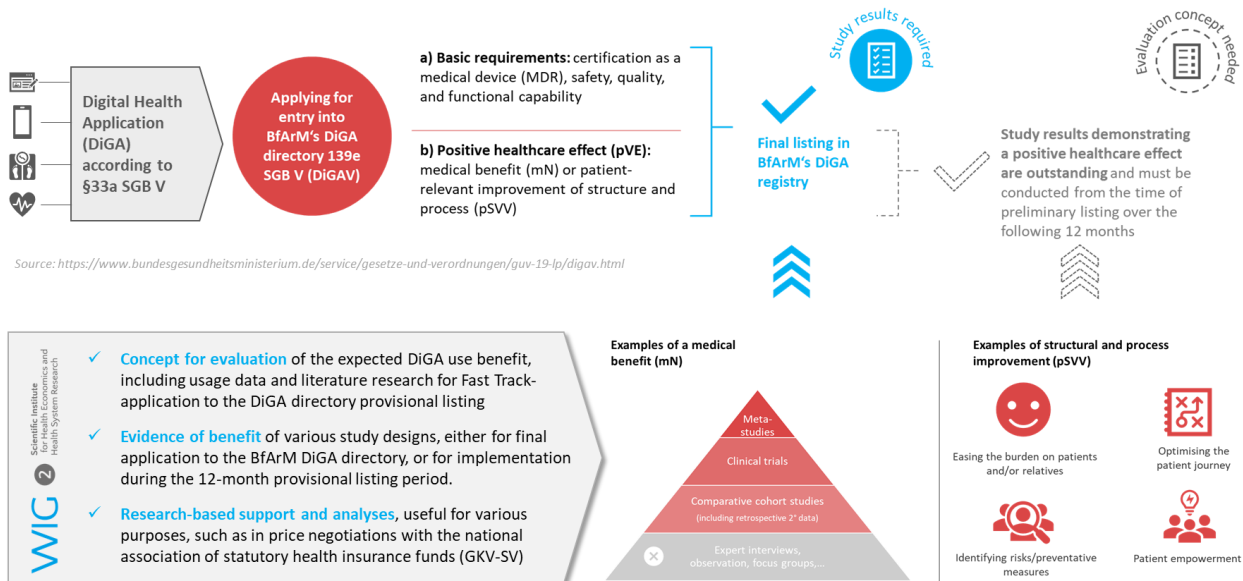 Digital Health
Application
(DiGA)
according to
§33a SGB V
Applying for
entry into
BfArM's DiGA
directory 139e
SGB V (DiGAV)
a) Basic requirements: certification as a
medical device (MDR), safety, quality,
and functional capability
b) Positive healthcare effect (pVE):
medical benefit (mN) or patient-
relevant improvement of structure and
process (pSVV)
Study results required
Final listing in
BfArM's DiGA
registry
Evaluation concept needed
Study results demonstrating
a positive healthcare effect
are outstanding and must be
conducted from the time of
preliminary listing over the
following 12 months
Source: https://www.bundesgesundheitsministerium.de/service/gesetze-und-verordnungen/guv-19-lp/digav.html
WIG 2
Scientific Institute
for Health Economics and
Health System Research
✓ Concept for evaluation of the expected DiGA use benefit,
including usage data and literature research for Fast Track-
application to the DiGA directory provisional listing
✓ Evidence of benefit of various study designs, either for final
application to the BfArM DiGA directory, or for implementation
during the 12-month provisional listing period.
✓ Research-based support and analyses, useful for various
purposes, such as in price negotiations with the national
association of statutory health insurance funds (GKV-SV)
Examples of a medical
benefit (mN)
Meta-
studies
Clinical trials
Comparative cohort studies
(including retrospective 2° data)
Expert interviews,
observation, focus groups,...
Examples of structural and process
improvement (pSVV)
Easing the burden on patients
and/or relatives
Optimising the
patient journey
Identifying risks/preventative
measures
Patient empowerment